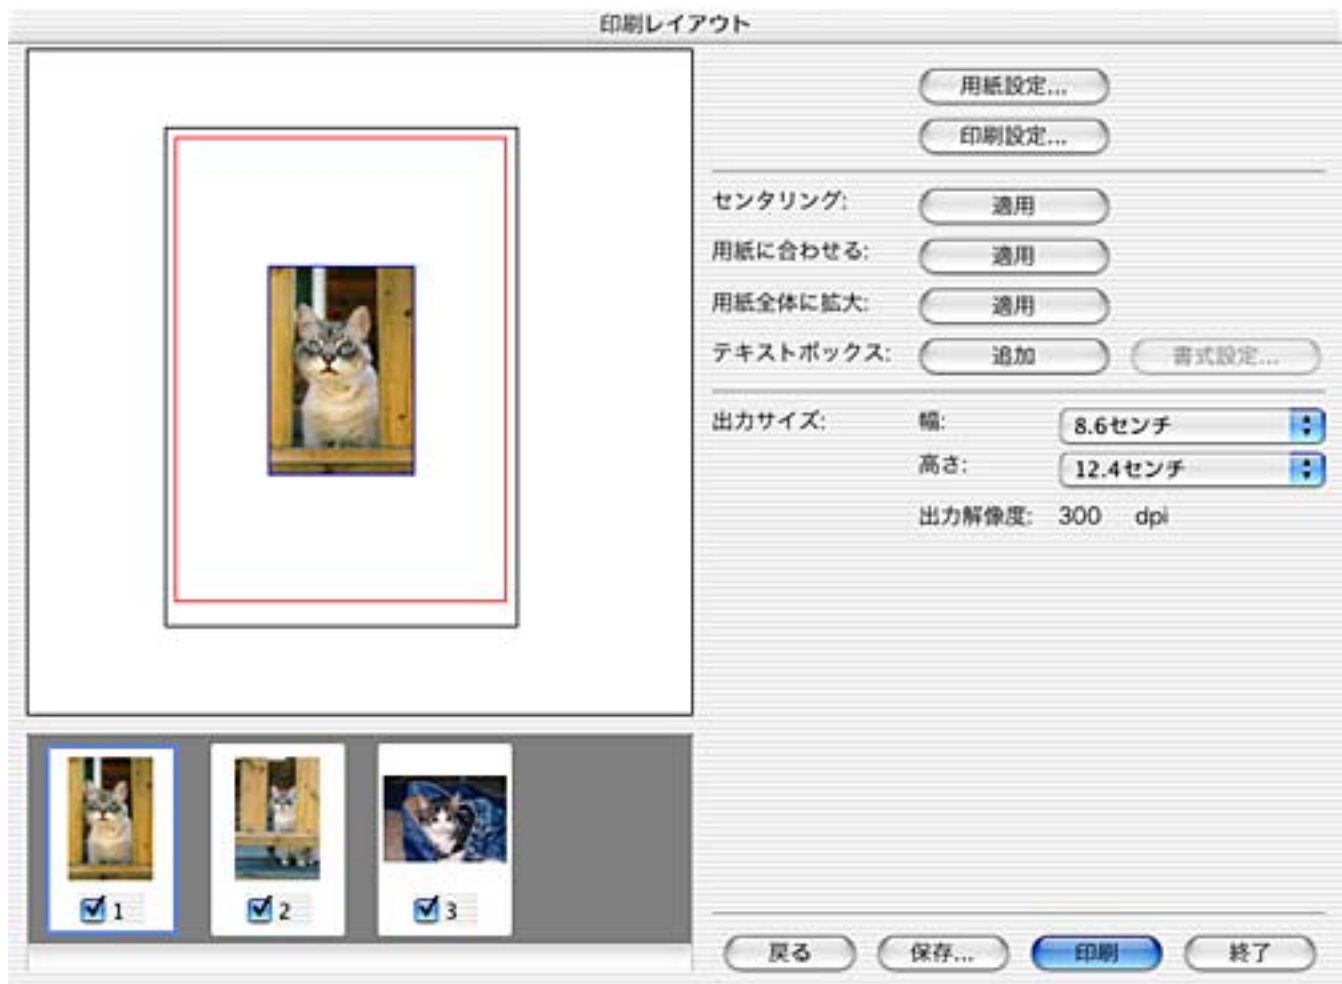 印刷レイアウト
用紙設定...
印刷設定...
センタリング: 適用
用紙に合わせる: 適用
用紙全体に拡大: 適用
テキストボックス: 追加 書式設定...
出力サイズ: 幅: 8.6センチ
高さ: 12.4センチ
出力解像度: 300 dpi
1 2 3
戻る 保存... 印刷 終了